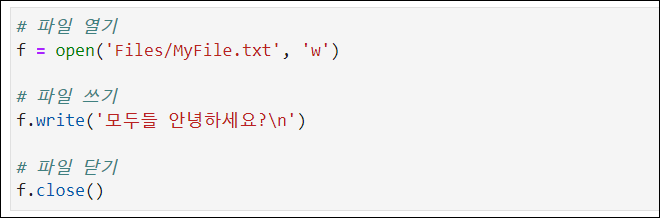 # 파일 열기
f = open('Files/MyFile.txt', 'w')
# 파일 쓰기
f.write('모두들 안녕하세요?\n')
# 파일 닫기
f.close()